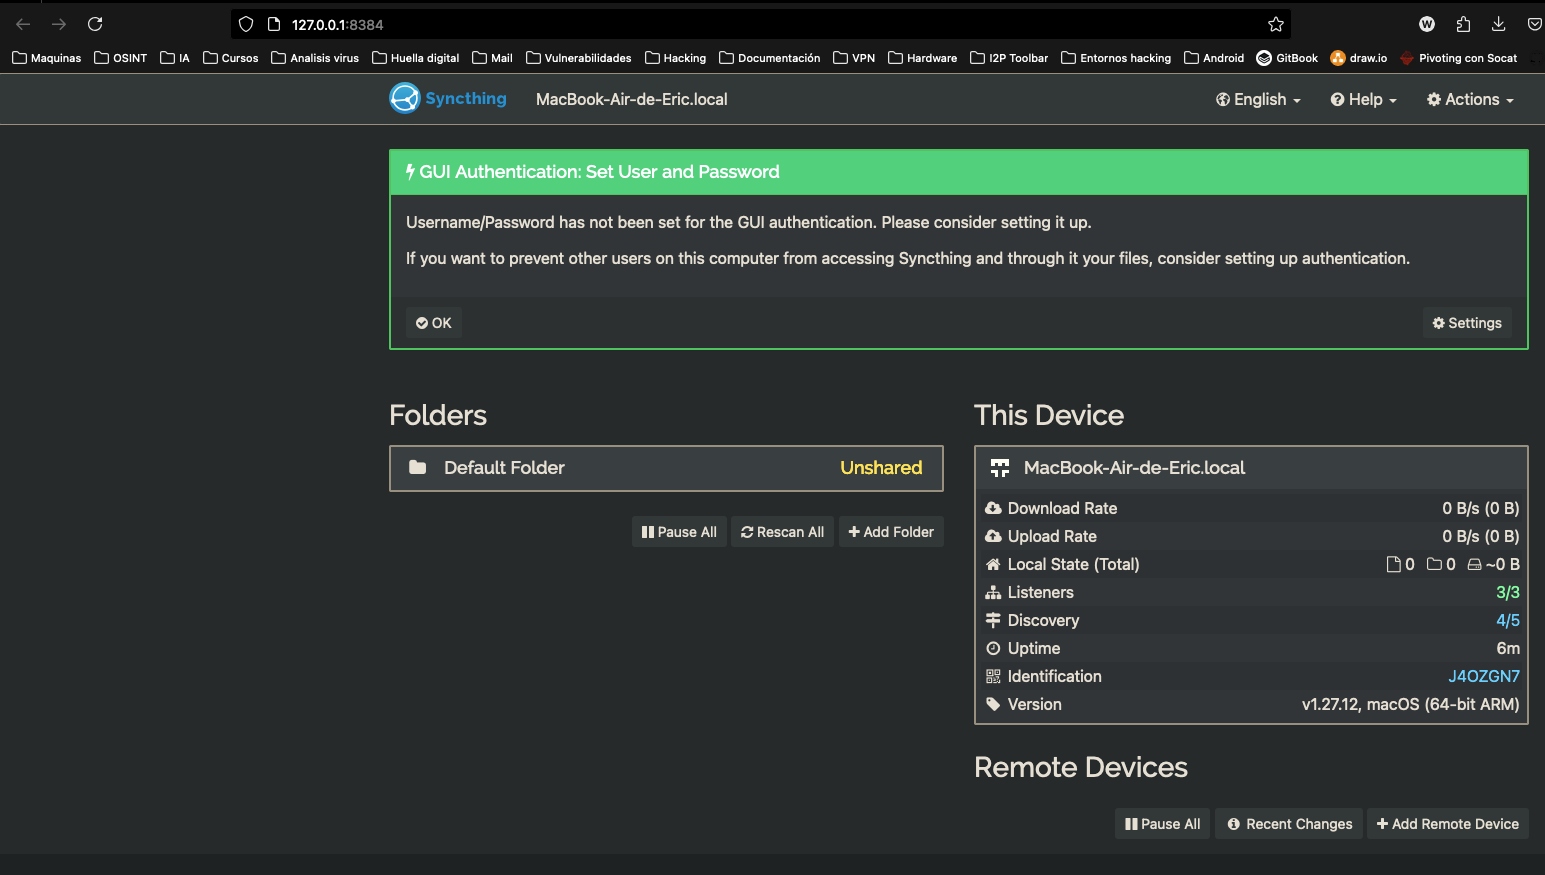 127.0.0.1:8384
W
Maquinas OSINT IA Cursos Analisis virus Huella digital Mail Vulnerabilidades Hacking Documentación VPN Hardware I2P Toolbar Entornos hacking Android GitBook draw.io Pivoting con Socat
Syncthing MacBook-Air-de-Eric.local English Help Actions
GUI Authentication: Set User and Password
Username/Password has not been set for the GUI authentication. Please consider setting it up.
If you want to prevent other users on this computer from accessing Syncthing and through it your files, consider setting up authentication.
OK Settings
Folders
Default Folder Unshared
Pause All Rescan All Add Folder
This Device
MacBook-Air-de-Eric.local
Download Rate 0 B/s (0 B)
Upload Rate 0 B/s (0 B)
Local State (Total) 0 0 ~0 B
Listeners 3/3
Discovery 4/5
Uptime 6m
Identification J4OZGN7
Version v1.27.12, macOS (64-bit ARM)
Remote Devices
Pause All Recent Changes Add Remote Device